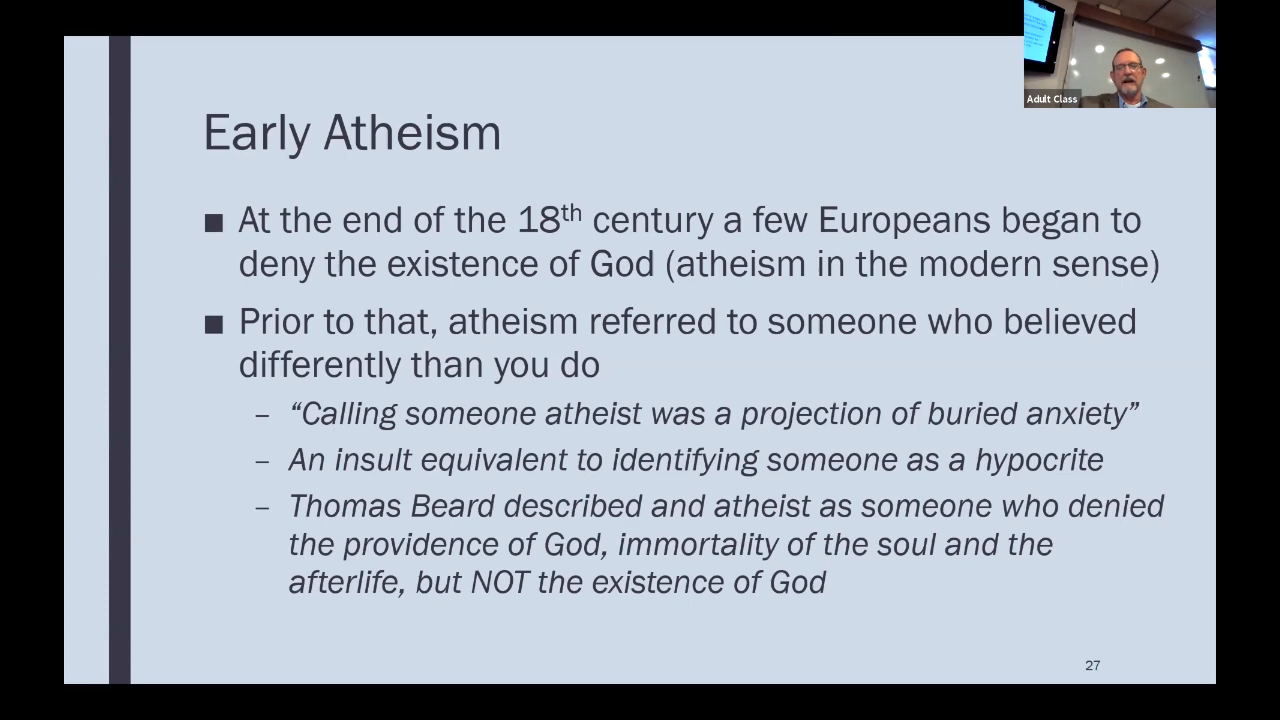 Adult Class
Early Atheism
■ At the end of the 18th century a few Europeans began to
deny the existence of God (atheism in the modern sense)
■ Prior to that, atheism referred to someone who believed
differently than you do
– “Calling someone atheist was a projection of buried anxiety”
– An insult equivalent to identifying someone as a hypocrite
– Thomas Beard described and atheist as someone who denied
the providence of God, immortality of the soul and the
afterlife, but NOT the existence of God
27